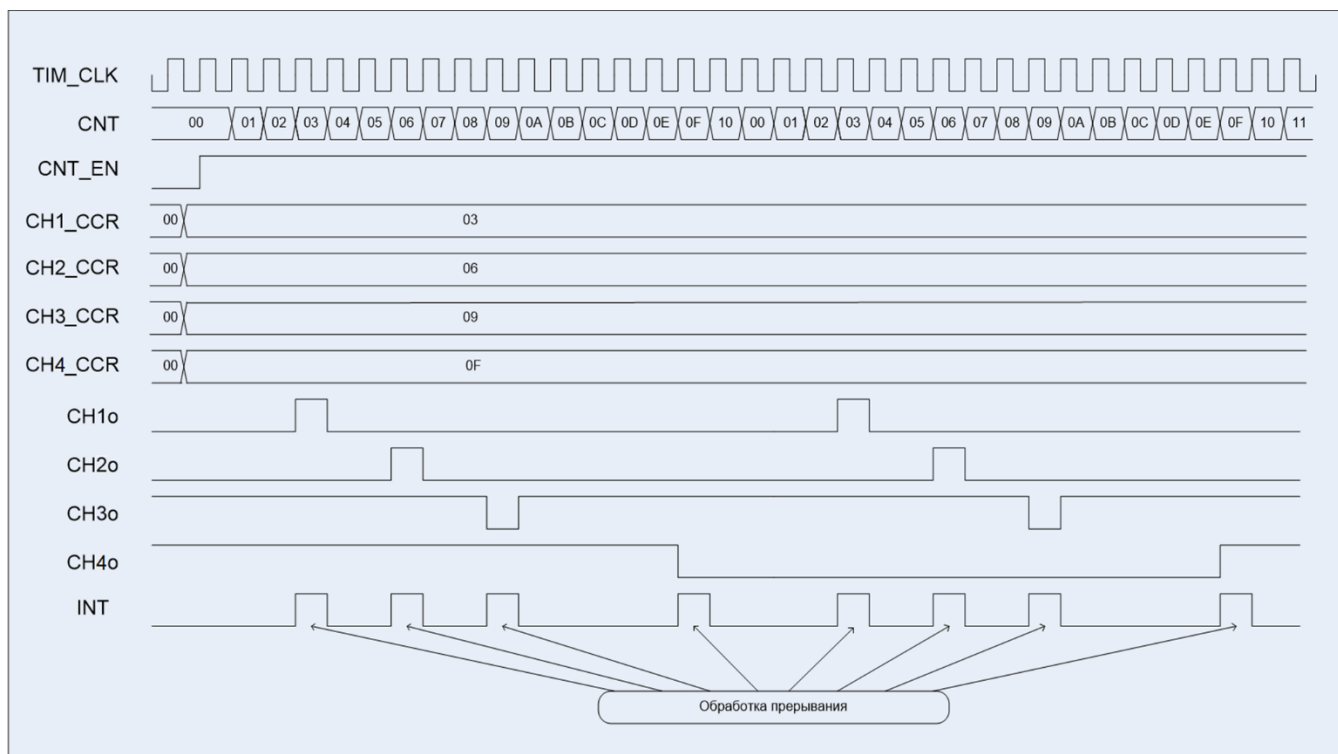 TIM_CLK
CNT 00 01 02 03 04 05 06 07 08 09 0A 0B 0C 0D 0E 0F 10 00 01 02 03 04 05 06 07 08 09 0A 0B 0C 0D 0E 0F 10 11
CNT_EN
CH1_CCR 00 03
CH2_CCR 00 06
CH3_CCR 00 09
CH4_CCR 00 0F
CH1o
CH2o
CH3o
CH4o
INT
Обработка прерывания